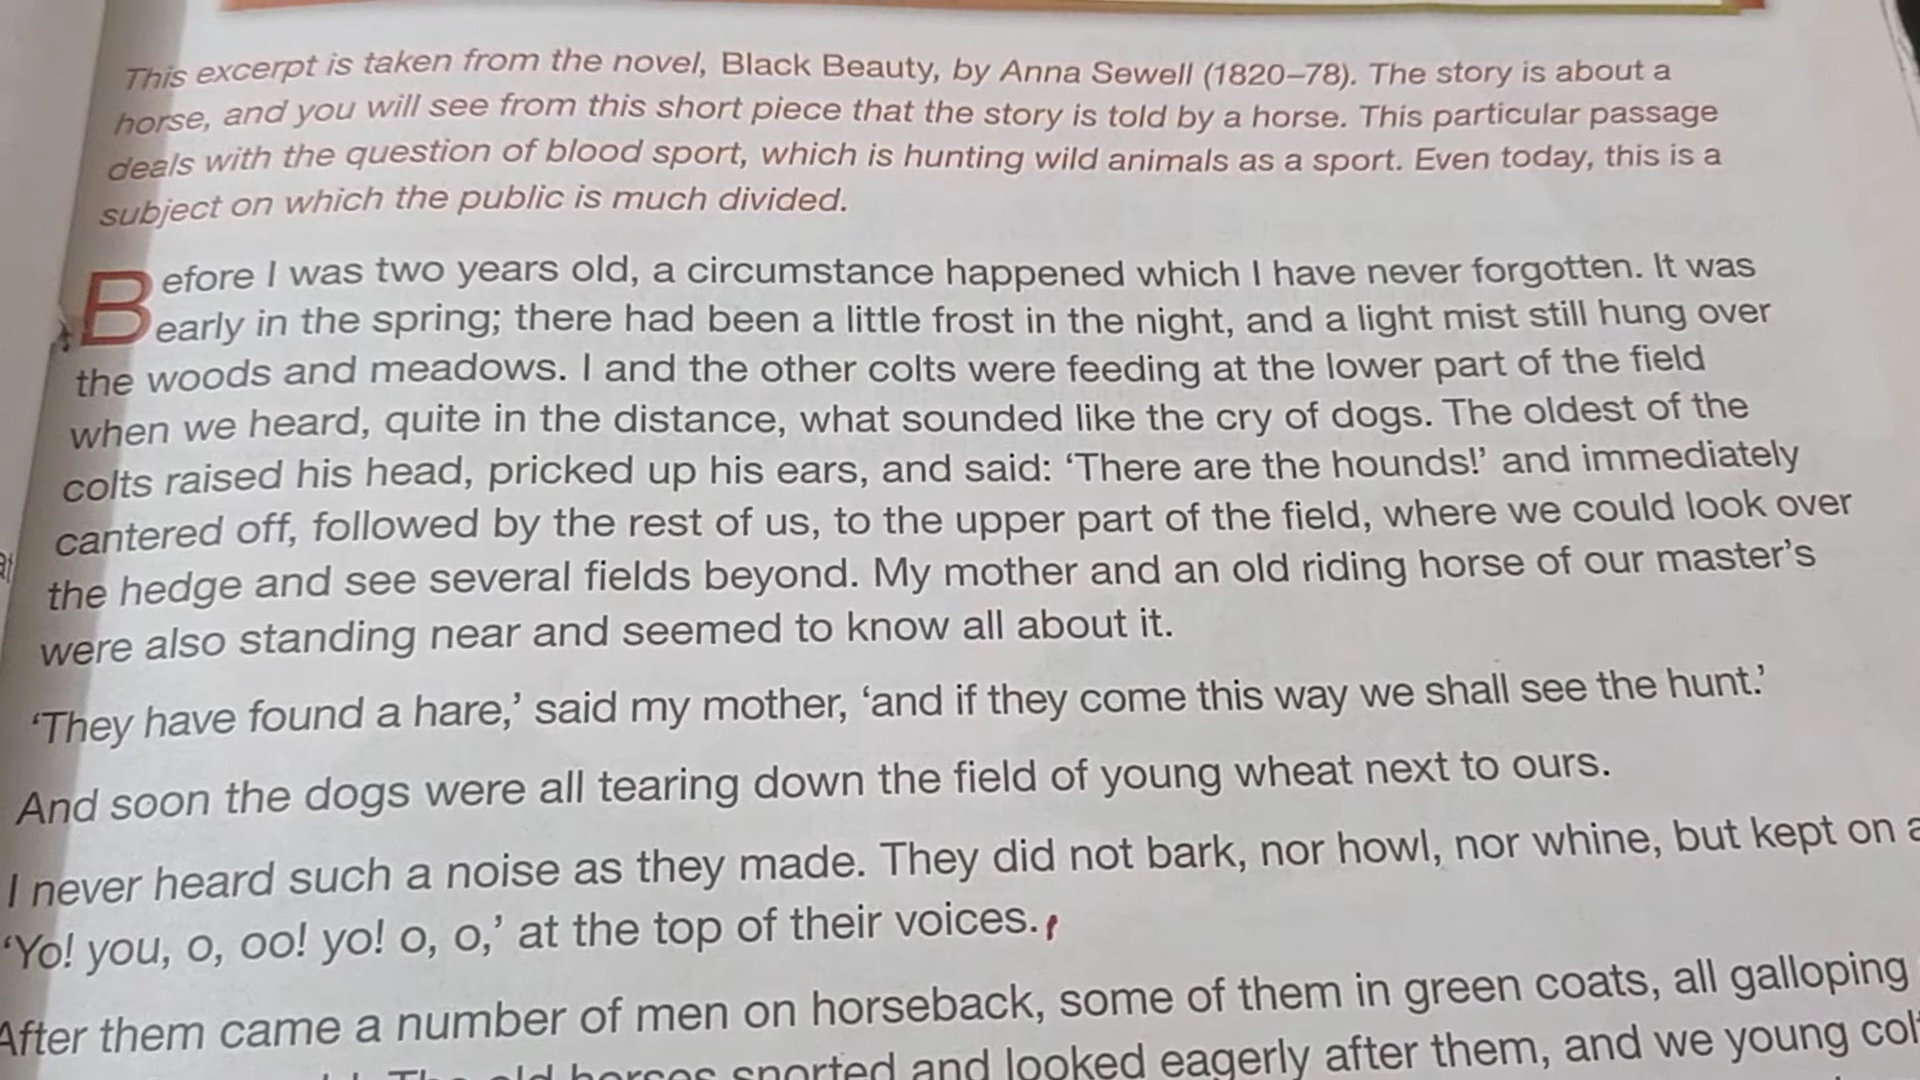 This excerpt is taken from the novel, Black Beauty, by Anna Sewell (1820–78). The story is about a
horse, and you will see from this short piece that the story is told by a horse. This particular passage
deals with the question of blood sport, which is hunting wild animals as a sport. Even today, this is a
subject on which the public is much divided.
Before I was two years old, a circumstance happened which I have never forgotten. It was
early in the spring; there had been a little frost in the night, and a light mist still hung over
the woods and meadows. I and the other colts were feeding at the lower part of the field
when we heard, quite in the distance, what sounded like the cry of dogs. The oldest of the
colts raised his head, pricked up his ears, and said: ‘There are the hounds!’ and immediately
cantered off, followed by the rest of us, to the upper part of the field, where we could look over
the hedge and see several fields beyond. My mother and an old riding horse of our master’s
were also standing near and seemed to know all about it.
‘They have found a hare,’ said my mother, ‘and if they come this way we shall see the hunt.’
And soon the dogs were all tearing down the field of young wheat next to ours.
I never heard such a noise as they made. They did not bark, nor howl, nor whine, but kept on a
‘Yo! you, o, oo! yo! o, o,’ at the top of their voices.
After them came a number of men on horseback, some of them in green coats, all galloping
old horses snorted and looked eagerly after them, and we young col